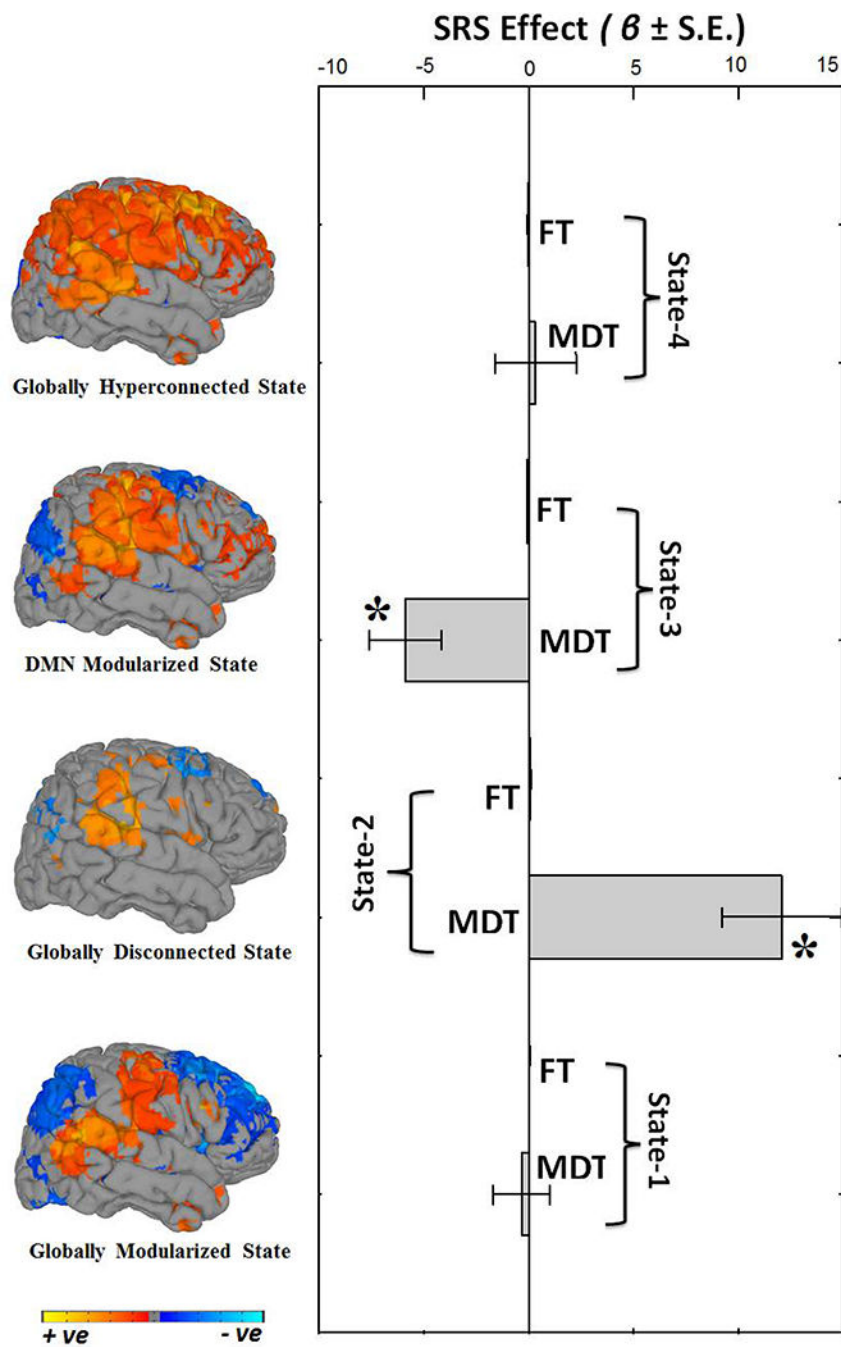 SRS Effect ( β ± S.E.)
-10 -5 0 5 10 15
FT
MDT
State-4
Globally Hyperconnected State
FT
MDT
State-3
*
DMN Modularized State
FT
MDT
State-2
*
Globally Disconnected State
FT
MDT
State-1
Globally Modularized State
+ ve - ve